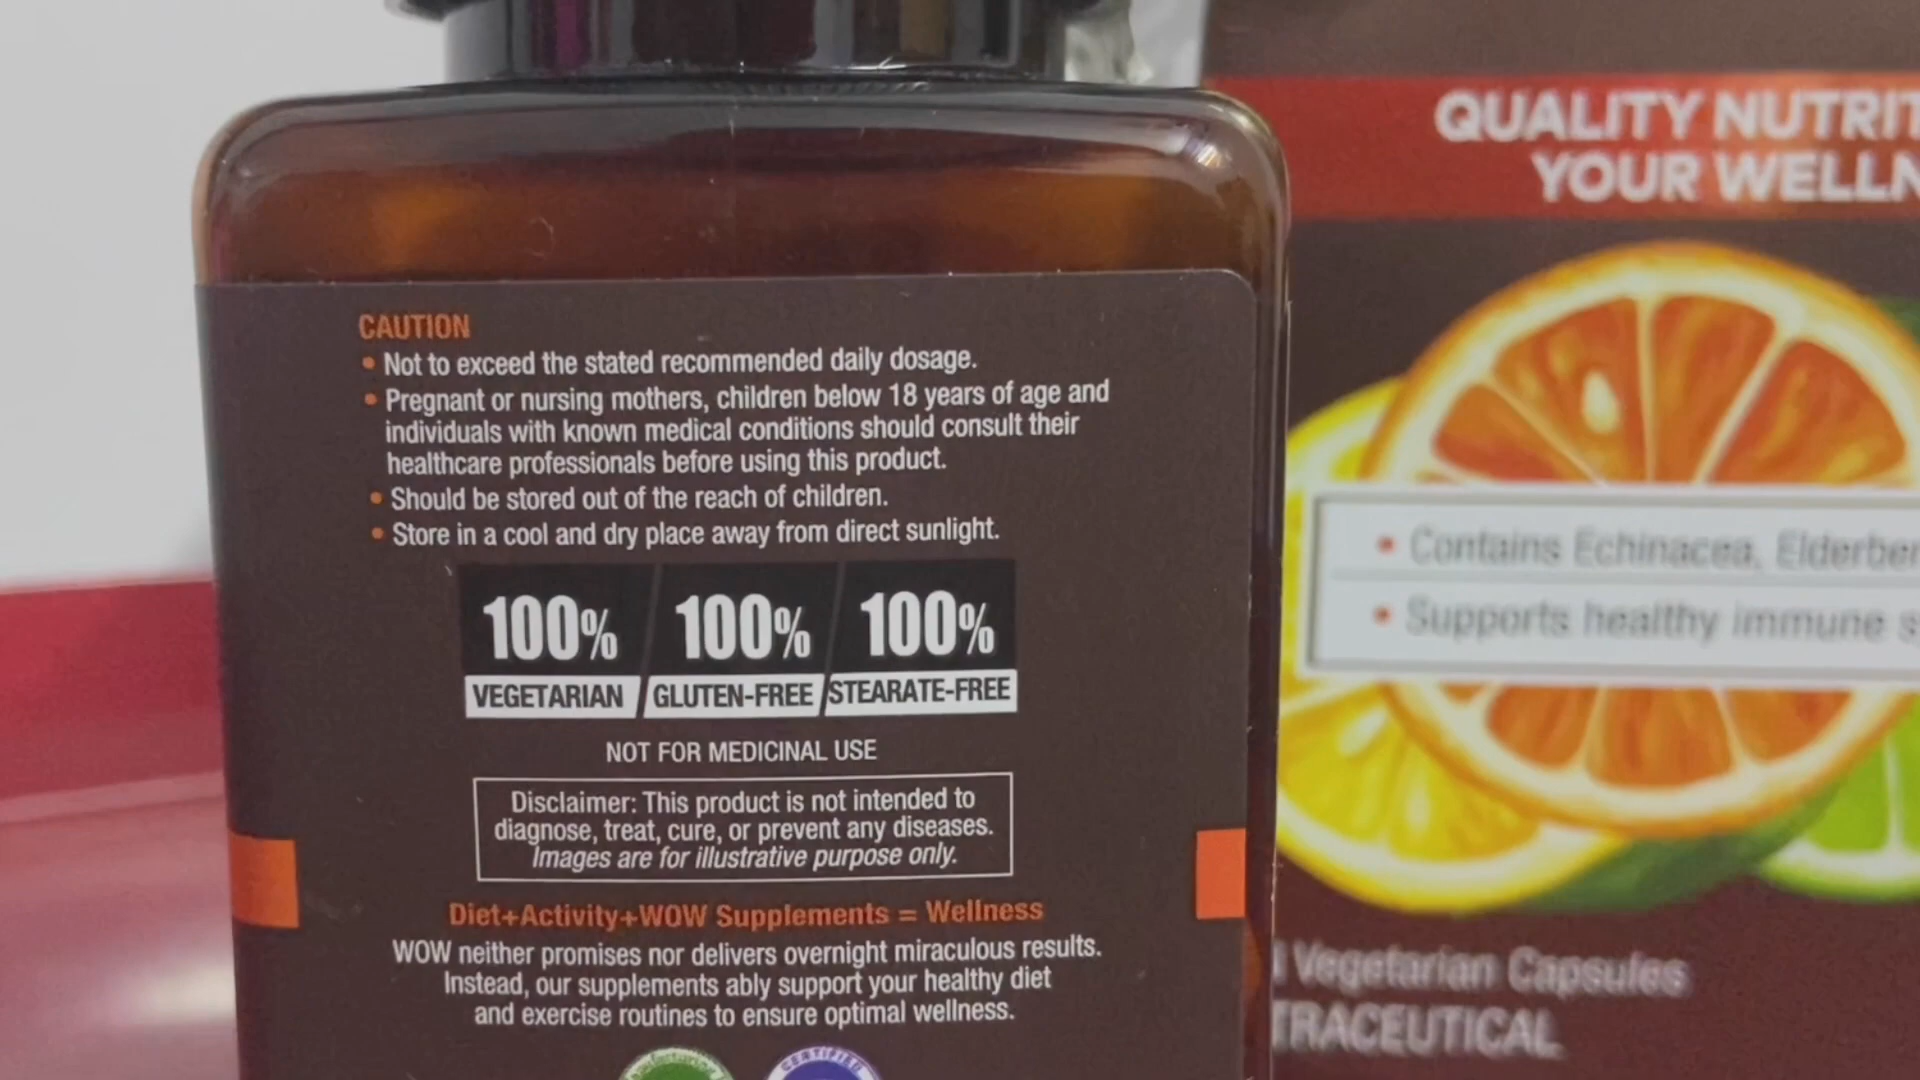 CAUTION
• Not to exceed the stated recommended daily dosage.
• Pregnant or nursing mothers, children below 18 years of age and
individuals with known medical conditions should consult their
healthcare professionals before using this product.
• Should be stored out of the reach of children.
• Store in a cool and dry place away from direct sunlight.
100% 100% 100%
VEGETARIAN GLUTEN-FREE STEARATE-FREE
NOT FOR MEDICINAL USE
Disclaimer: This product is not intended to
diagnose, treat, cure, or prevent any diseases.
Images are for illustrative purpose only.
Diet+Activity+WOW Supplements = Wellness
WOW neither promises nor delivers overnight miraculous results.
Instead, our supplements ably support your healthy diet
and exercise routines to ensure optimal wellness.
CERTIFIED
QUALITY NUTRIT
YOUR WELLN
• Contains Echinacea, Elderber
• Supports healthy immune s
Vegetarian Capsules
TRACEUTICAL